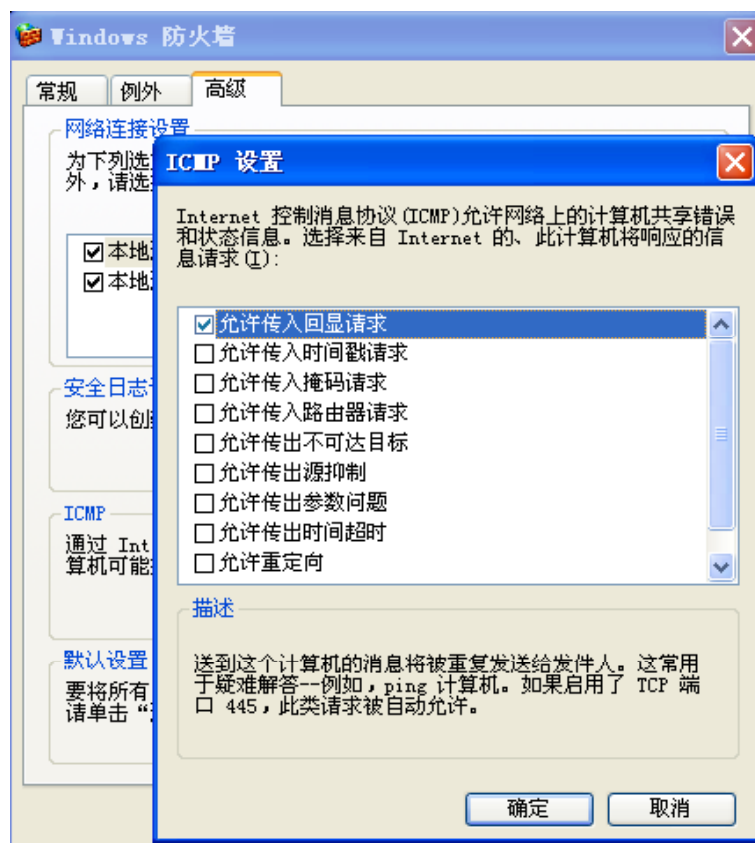 Windows 防火墙
常规 例外 高级
网络连接设置
为下列选
外，请选
本地
本地
安全日志
您可以创
ICMP
通过 Int
算机可能
默认设置
要将所有
请单击“
ICMP 设置
Internet 控制消息协议(ICMP)允许网络上的计算机共享错误
和状态信息。选择来自 Internet 的、此计算机将响应的信
息请求(I):
允许传入回显请求
允许传入时间戳请求
允许传入掩码请求
允许传入路由器请求
允许传出不可达目标
允许传出源抑制
允许传出参数问题
允许传出时间超时
允许重定向
描述
送到这个计算机的消息将被重复发送给发件人。这常用
于疑难解答--例如，ping 计算机。如果启用了 TCP 端
口 445，此类请求被自动允许。
确定 取消